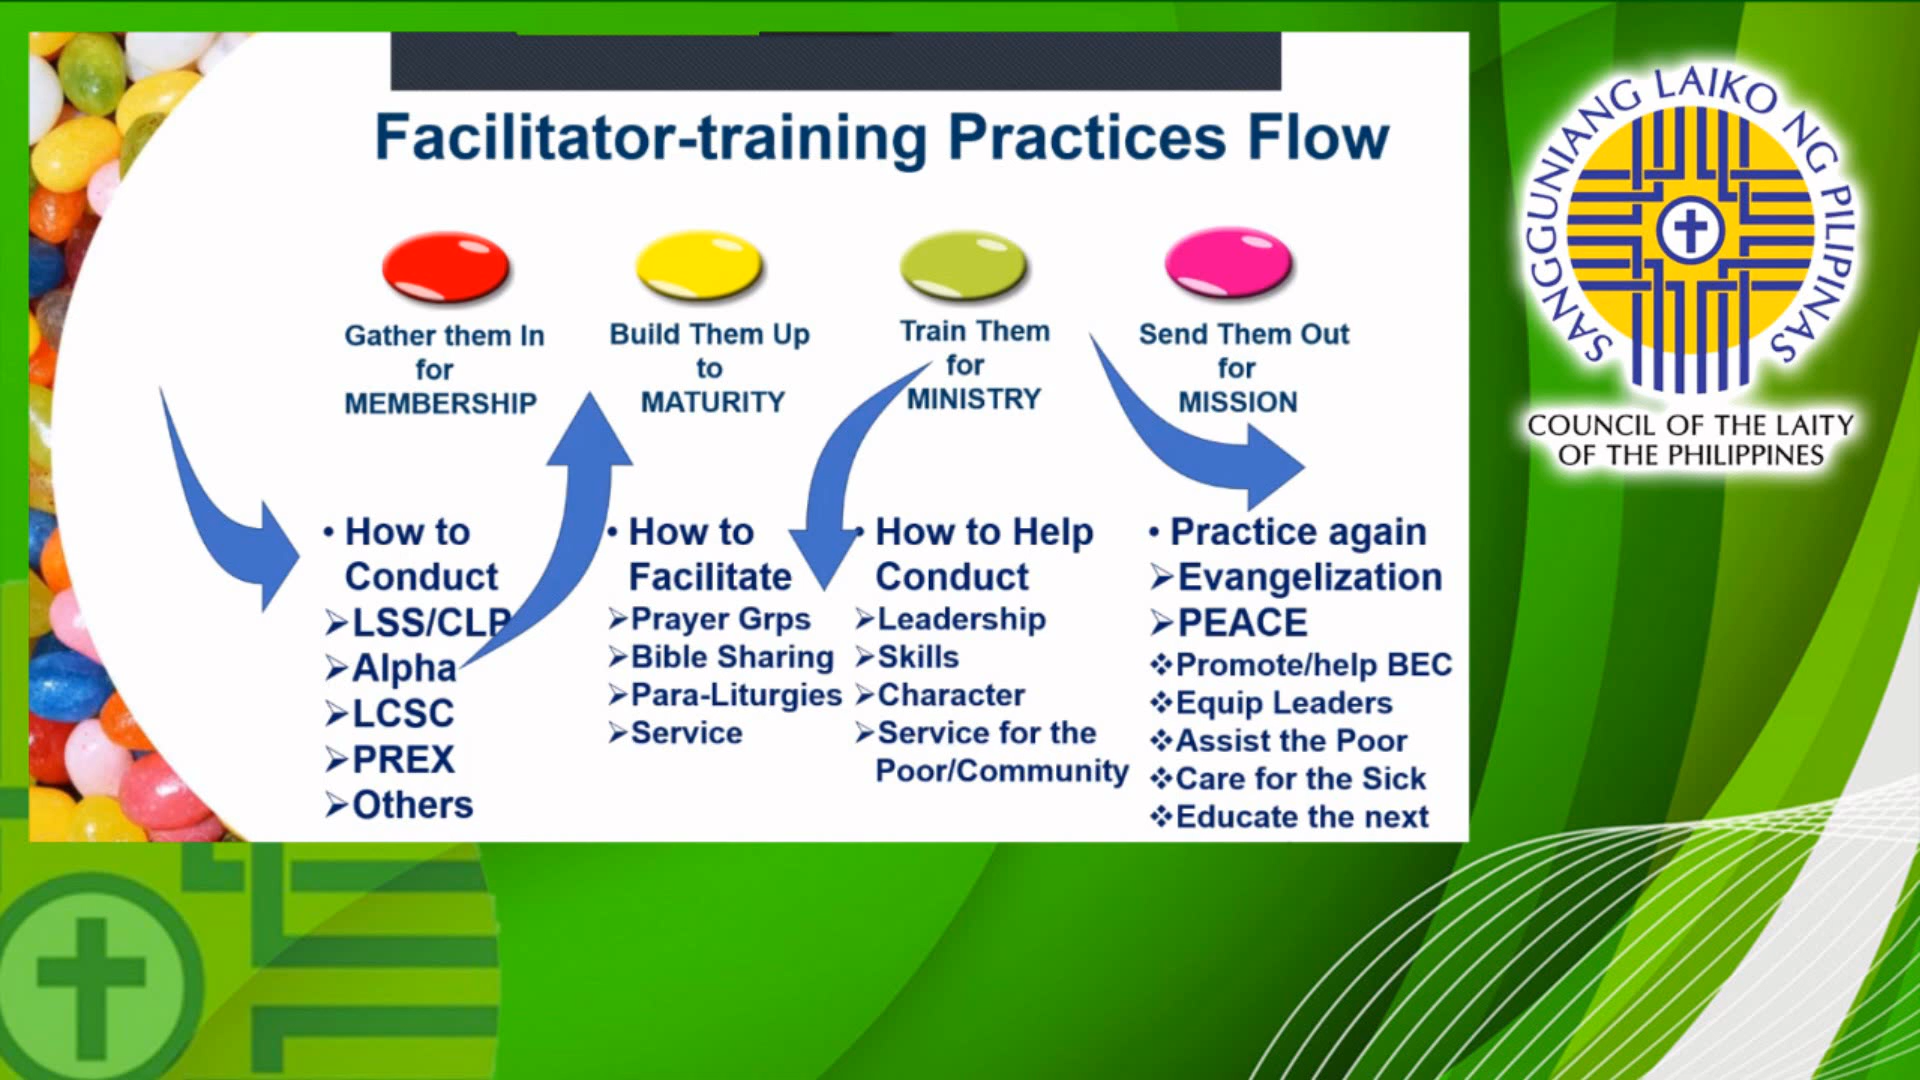 Facilitator-training Practices Flow
Gather them In
for
MEMBERSHIP
Build Them Up
to
MATURITY
Train Them
for
MINISTRY
Send Them Out
for
MISSION
• How to
Conduct
➢LSS/CLP
➢Alpha
➢LCSC
➢PREX
➢Others
• How to
Facilitate
➢Prayer Grps
➢Bible Sharing
➢Para-Liturgies
➢Service
• How to Help
Conduct
➢Leadership
➢Skills
➢Character
➢Service for the
Poor/Community
• Practice again
➢Evangelization
➢PEACE
❖Promote/help BEC
❖Equip Leaders
❖Assist the Poor
❖Care for the Sick
❖Educate the next
SANGGUNIANG LAIKO NG PILIPINAS
COUNCIL OF THE LAITY
OF THE PHILIPPINES